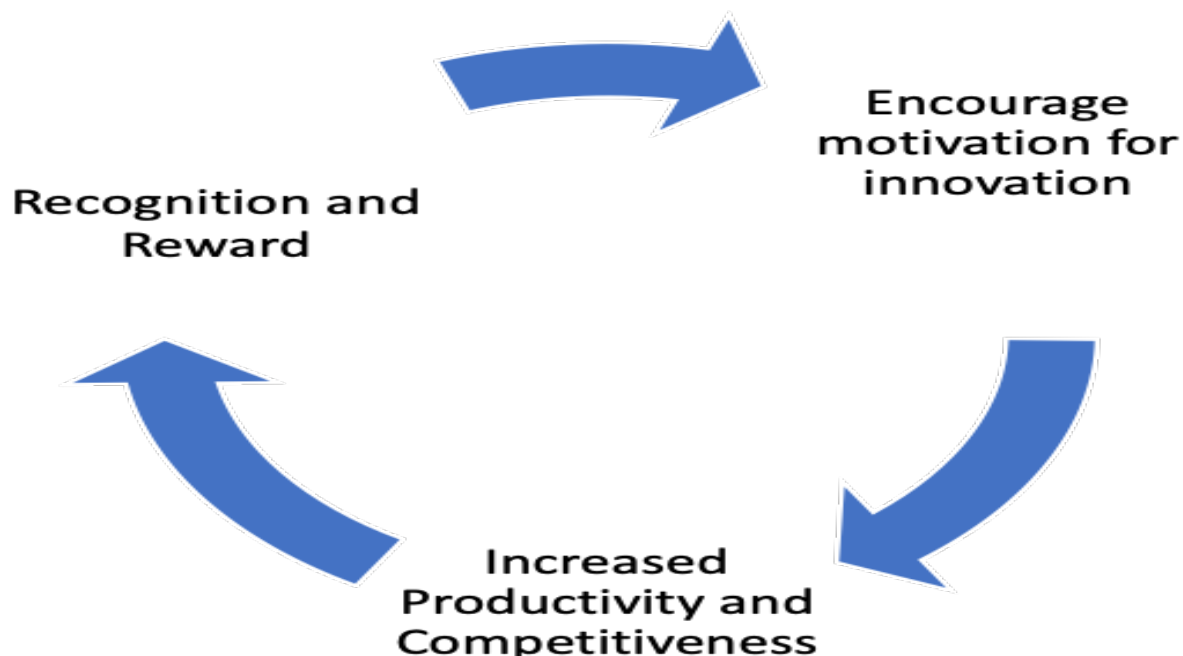 Encourage
motivation for
innovation
Recognition and
Reward
Increased
Productivity and
Competitiveness